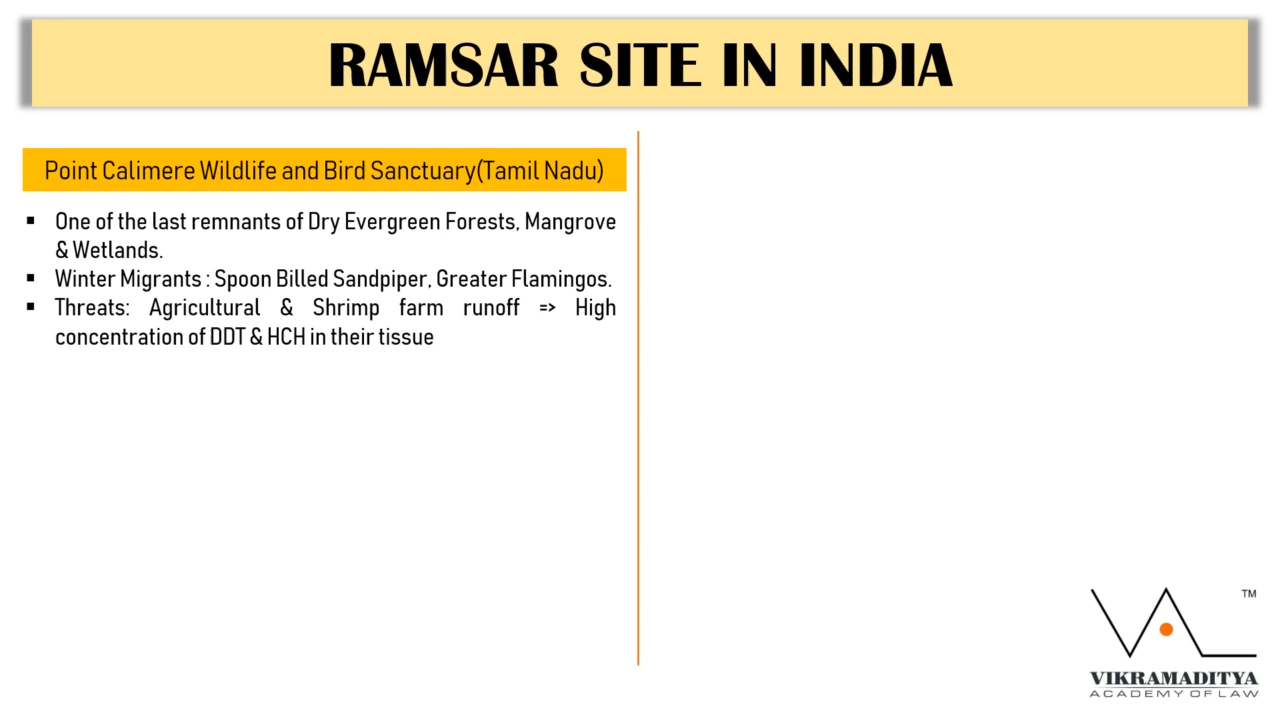 RAMSAR SITE IN INDIA
Point Calimere Wildlife and Bird Sanctuary(Tamil Nadu)
▪ One of the last remnants of Dry Evergreen Forests, Mangrove
& Wetlands.
▪ Winter Migrants : Spoon Billed Sandpiper, Greater Flamingos.
▪ Threats: Agricultural & Shrimp farm runoff => High
concentration of DDT & HCH in their tissue
TM
VIKRAMADITYA
ACADEMY OF LAW